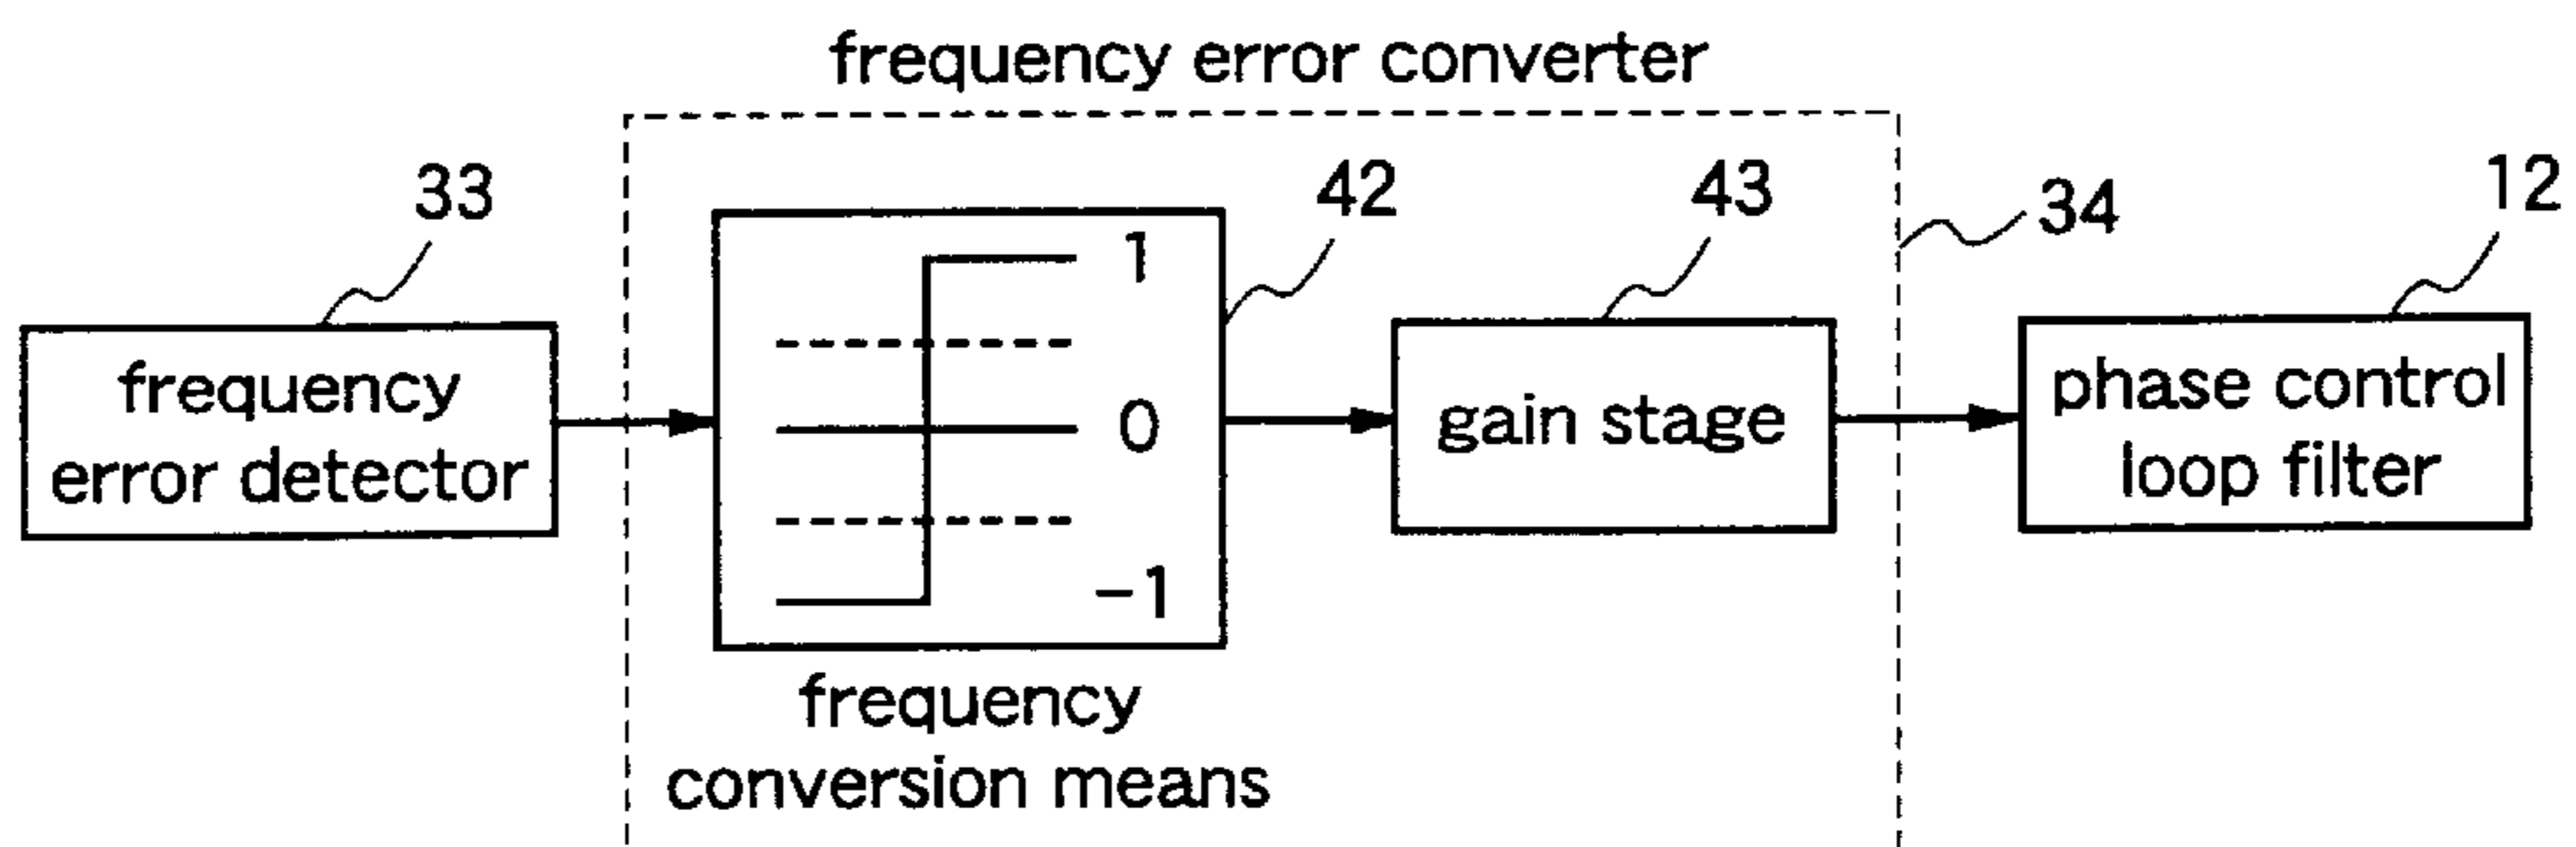 frequency error converter
33
42
43
34
12
1
0
-1
frequency
error detector
gain stage
phase control
loop filter
frequency
conversion means